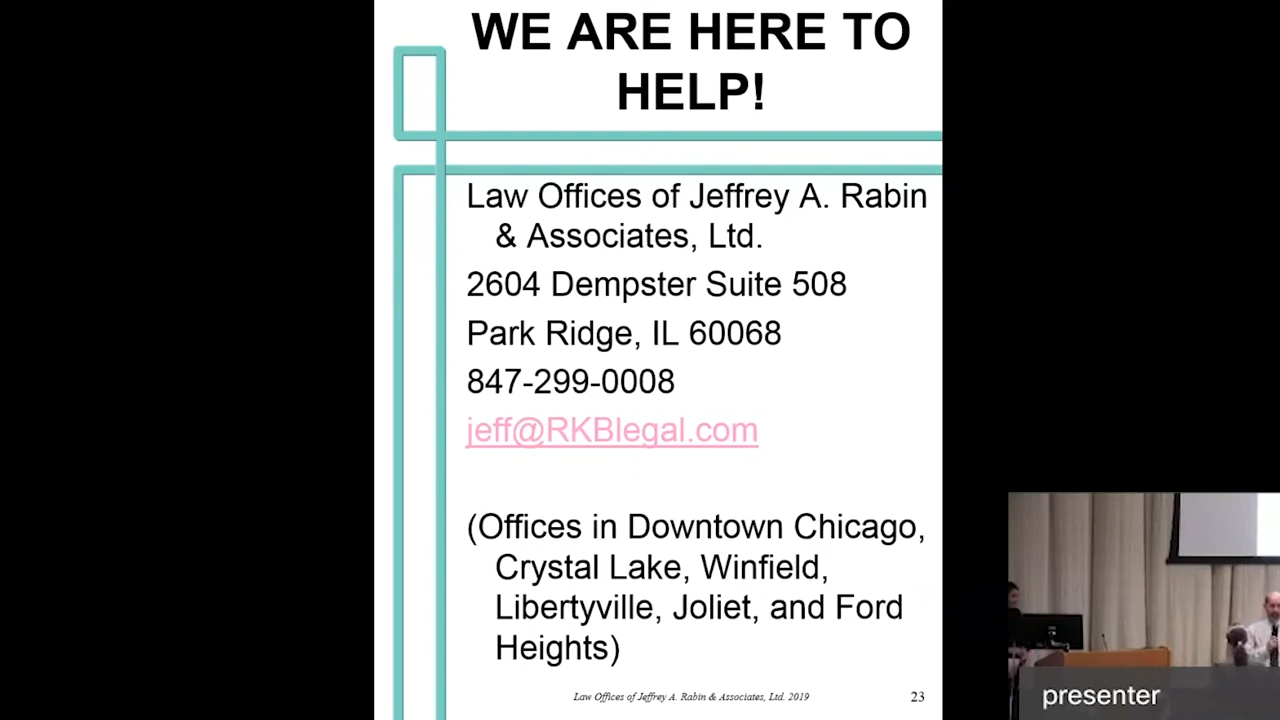 WE ARE HERE TO
HELP!
Law Offices of Jeffrey A. Rabin
& Associates, Ltd.
2604 Dempster Suite 508
Park Ridge, IL 60068
847-299-0008
jeff@RKBlegal.com
(Offices in Downtown Chicago,
Crystal Lake, Winfield,
Libertyville, Joliet, and Ford
Heights)
Law Offices of Jeffrey A. Rabin & Associates, Ltd. 2019
23
presenter